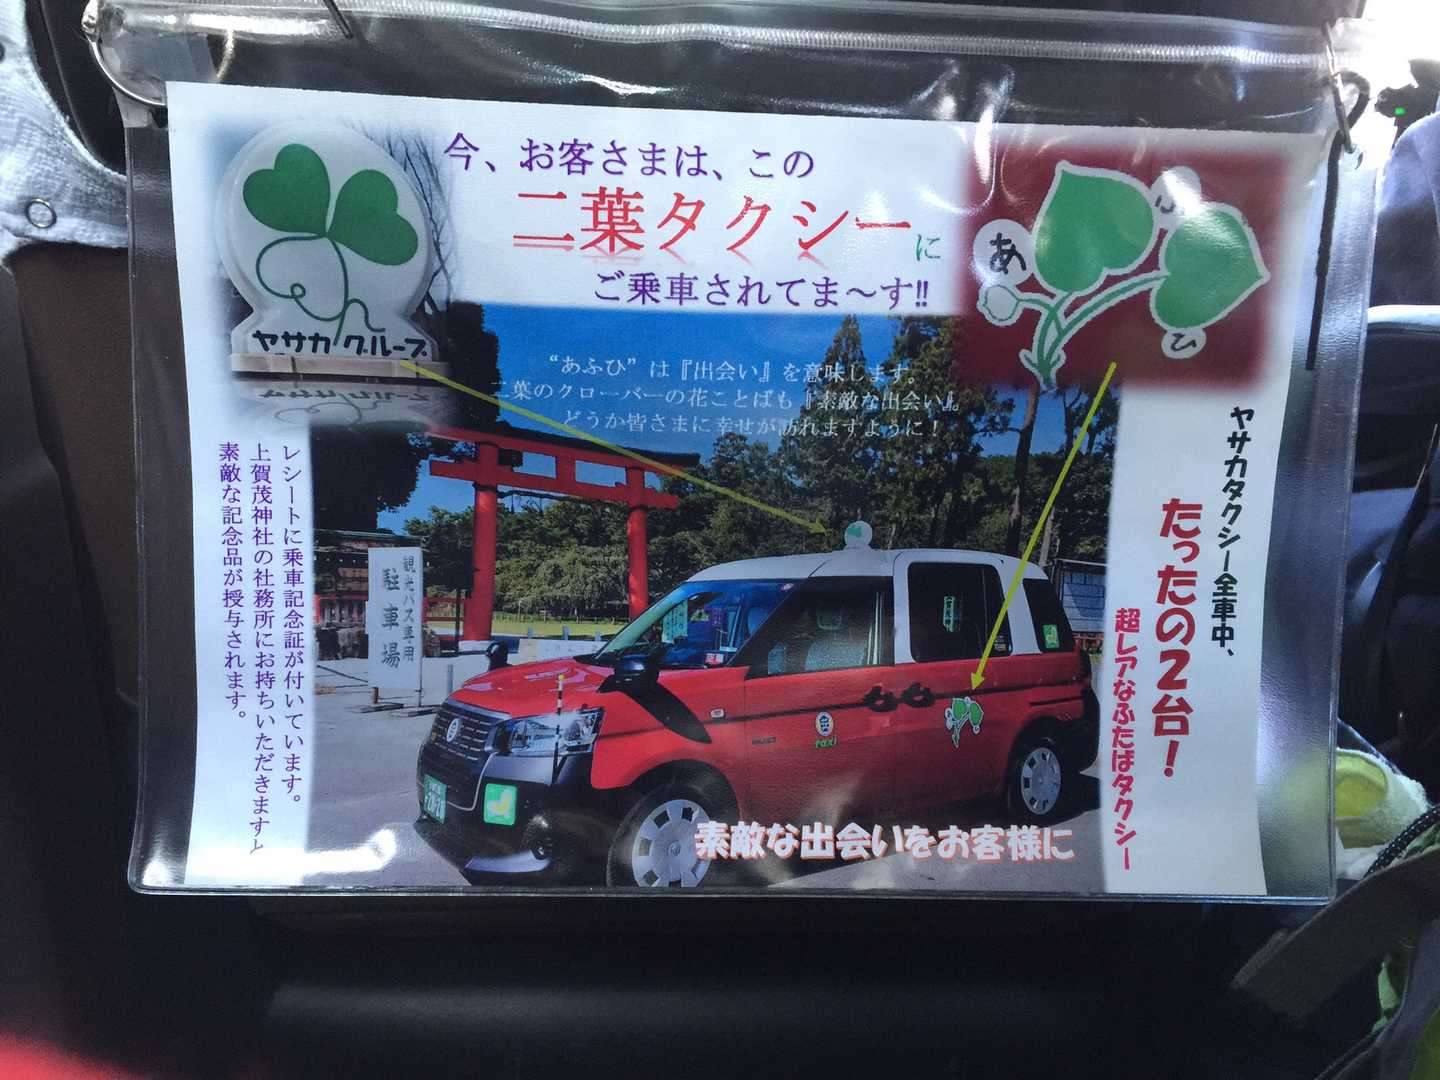 今、お客さまは、この
二葉タクシーに
ご乗車されてま〜す!!
ヤサカグループ
あ
ふ
ひ
“あふひ”は『出会い』を意味します。
二葉のクローバーの花ことばも『素敵な出会い』。
どうか皆さまに幸せが訪れますように！
ヤサカタクシー全車中、
たったの2台！
超レアなふたばタクシー
レシートに乗車記念証が付いています。
上賀茂神社の社務所にお持ちいただきますと
素敵な記念品が授与されます。
観光バス専用
駐車場
taxi
素敵な出会いをお客様に